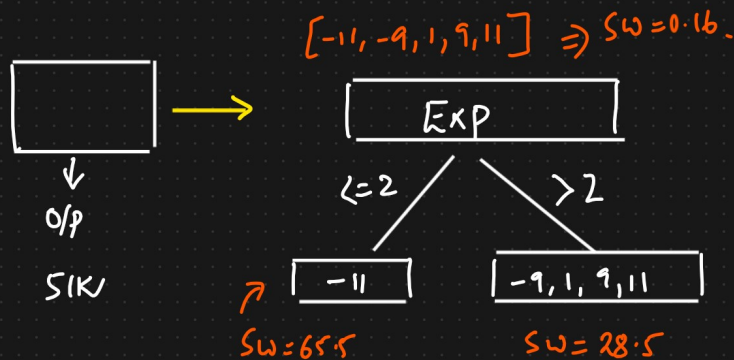 [-11, -9, 1, 9, 11] ⇒ SW=0.16.
Exp
<=2
>2
O/P
51K
-11
-9, 1, 9, 11
SW=65.5
SW=28.5